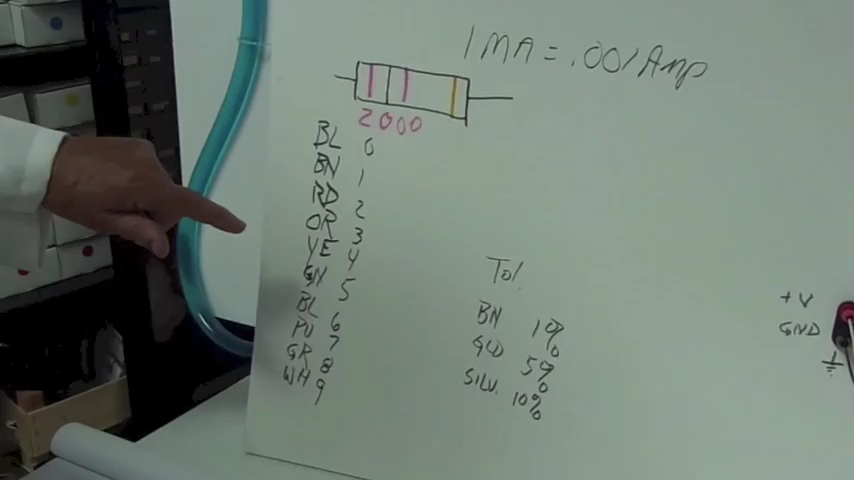 1MA = .001Amp
2000
BL 0
BN 1
RD 2
OR 3
YE 4
GN 5
BL 6
PU 7
GR 8
WH 9
Tol
BN 1%
GLD 5%
SILV. 10%
+V
GND